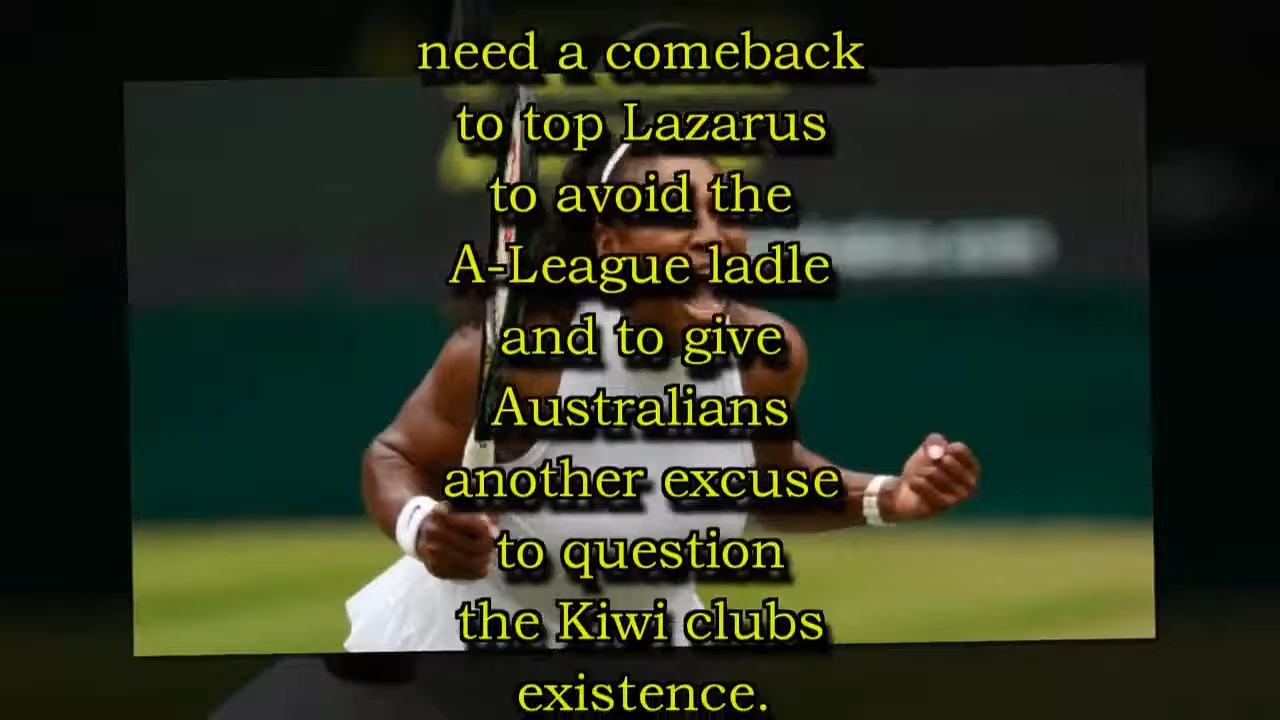 need a comeback
to top Lazarus
to avoid the
A-League ladle
and to give
Australians
another excuse
to question
the Kiwi clubs
existence.